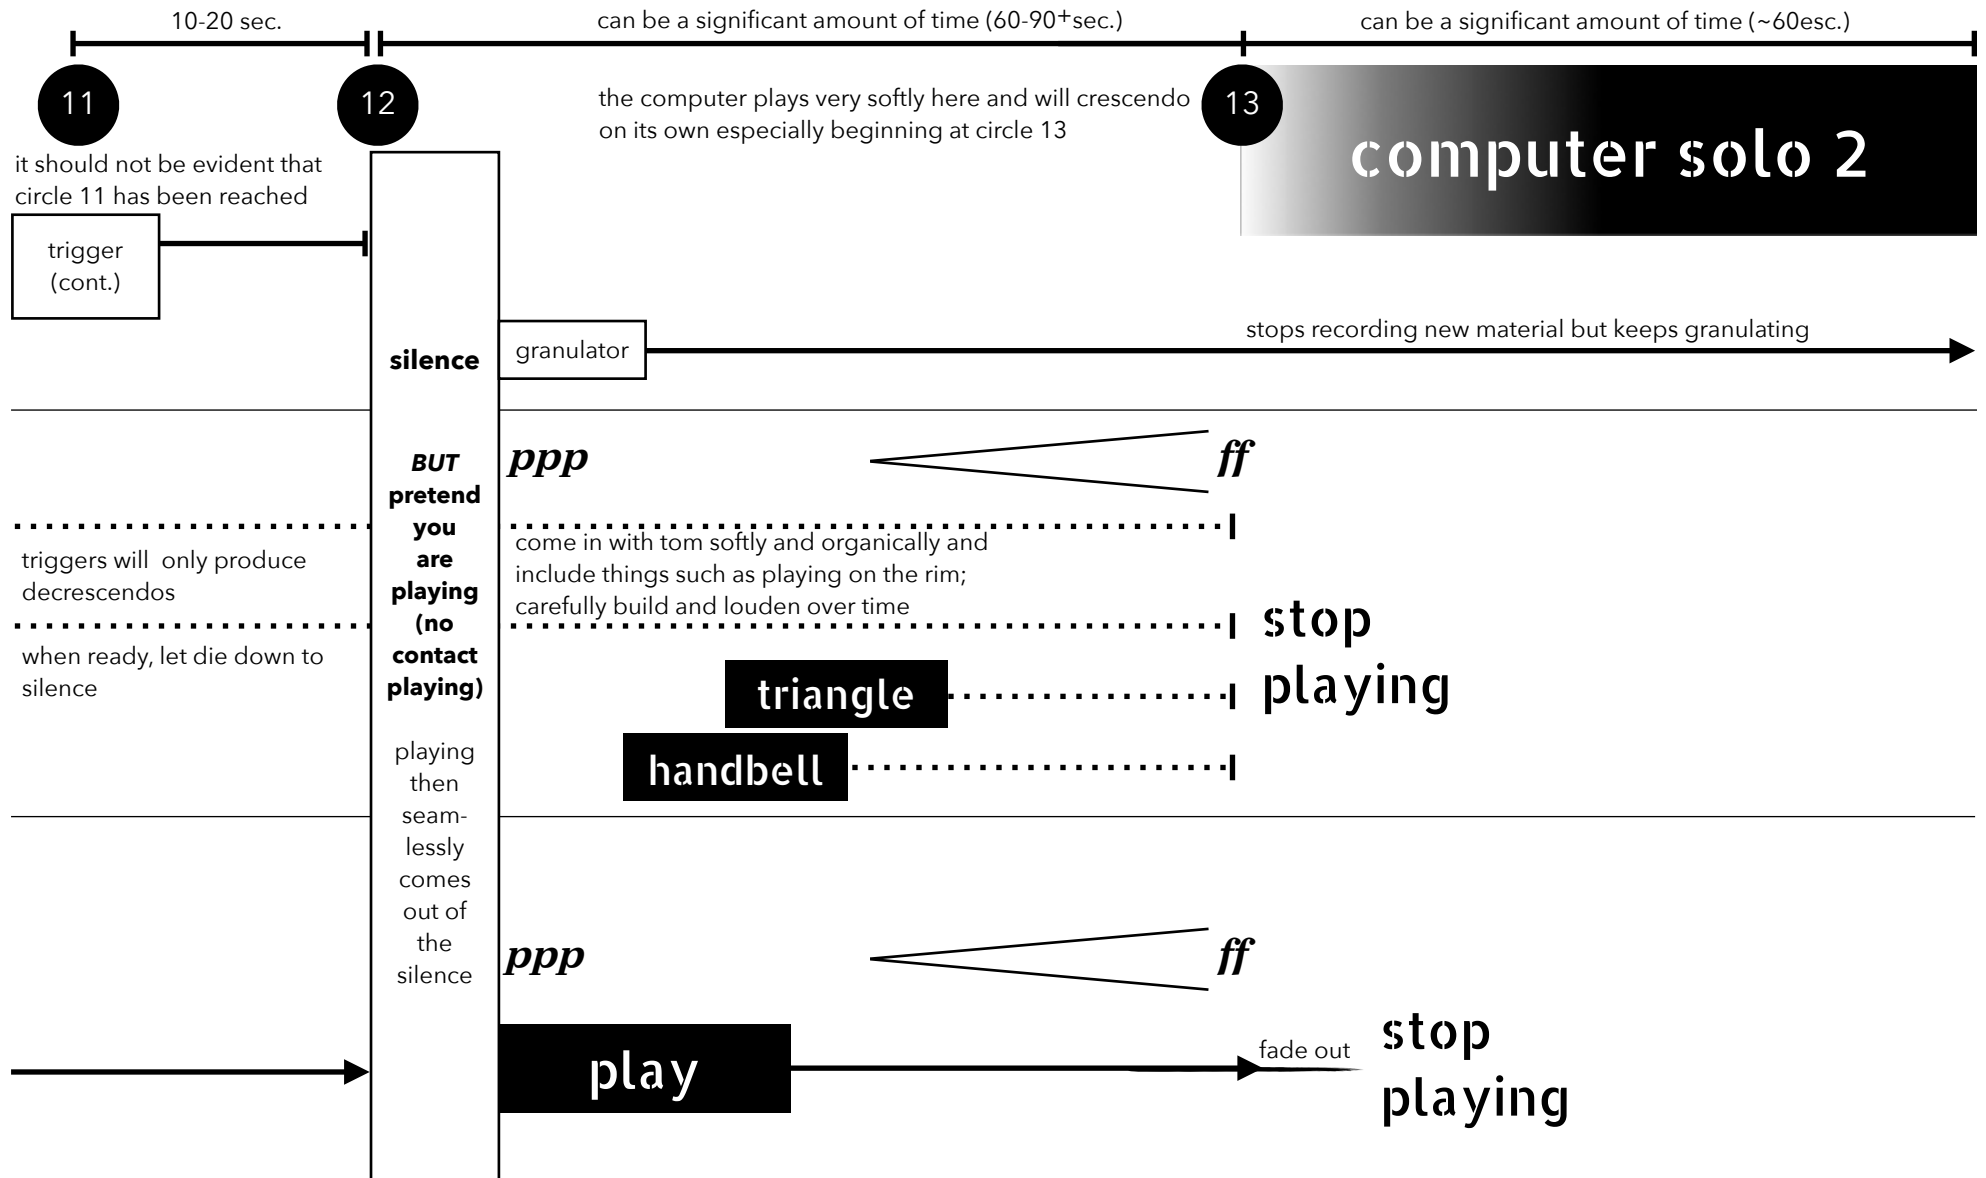 10-20 sec.
can be a significant amount of time (60-90+sec.)
can be a significant amount of time (~60esc.)
11
12
13
the computer plays very softly here and will crescendo
on its own especially beginning at circle 13
computer solo 2
it should not be evident that
circle 11 has been reached
trigger
(cont.)
silence
granulator
stops recording new material but keeps granulating
BUT
pretend
you
are
playing
(no
contact
playing)
playing
then
seam-
lessly
comes
out of
the
silence
ppp
ff
triggers will only produce
decrescendos
when ready, let die down to
silence
come in with tom softly and organically and
include things such as playing on the rim;
carefully build and louden over time
stop
playing
triangle
handbell
ppp
ff
play
fade out
stop
playing